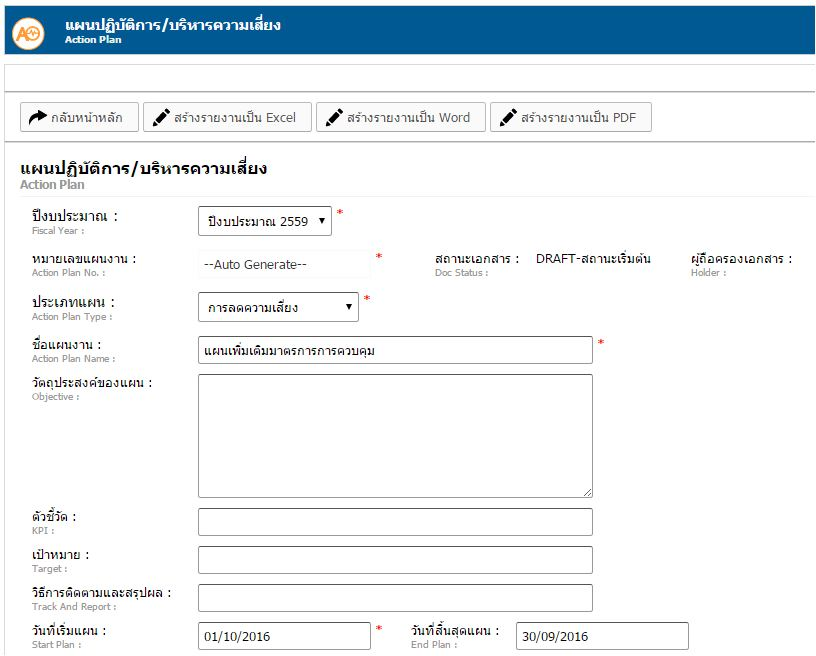 แผนปฏิบัติการ/บริหารความเสี่ยง
Action Plan
กลับหน้าหลัก สร้างรายงานเป็น Excel สร้างรายงานเป็น Word สร้างรายงานเป็น PDF
แผนปฏิบัติการ/บริหารความเสี่ยง
Action Plan
ปีงบประมาณ : ปีงบประมาณ 2559 *
Fiscal Year :
หมายเลขแผนงาน : --Auto Generate-- * สถานะเอกสาร : DRAFT-สถานะเริ่มต้น ผู้ถือครองเอกสาร :
Action Plan No. : Doc Status : Holder :
ประเภทแผน : การลดความเสี่ยง *
Action Plan Type :
ชื่อแผนงาน : แผนเพิ่มเติมมาตรการการควบคุม *
Action Plan Name :
วัตถุประสงค์ของแผน :
Objective :
ตัวชี้วัด :
KPI :
เป้าหมาย :
Target :
วิธีการติดตามและสรุปผล :
Track And Report :
วันที่เริ่มแผน : 01/10/2016 * วันที่สิ้นสุดแผน : 30/09/2016
Start Plan : End Plan :